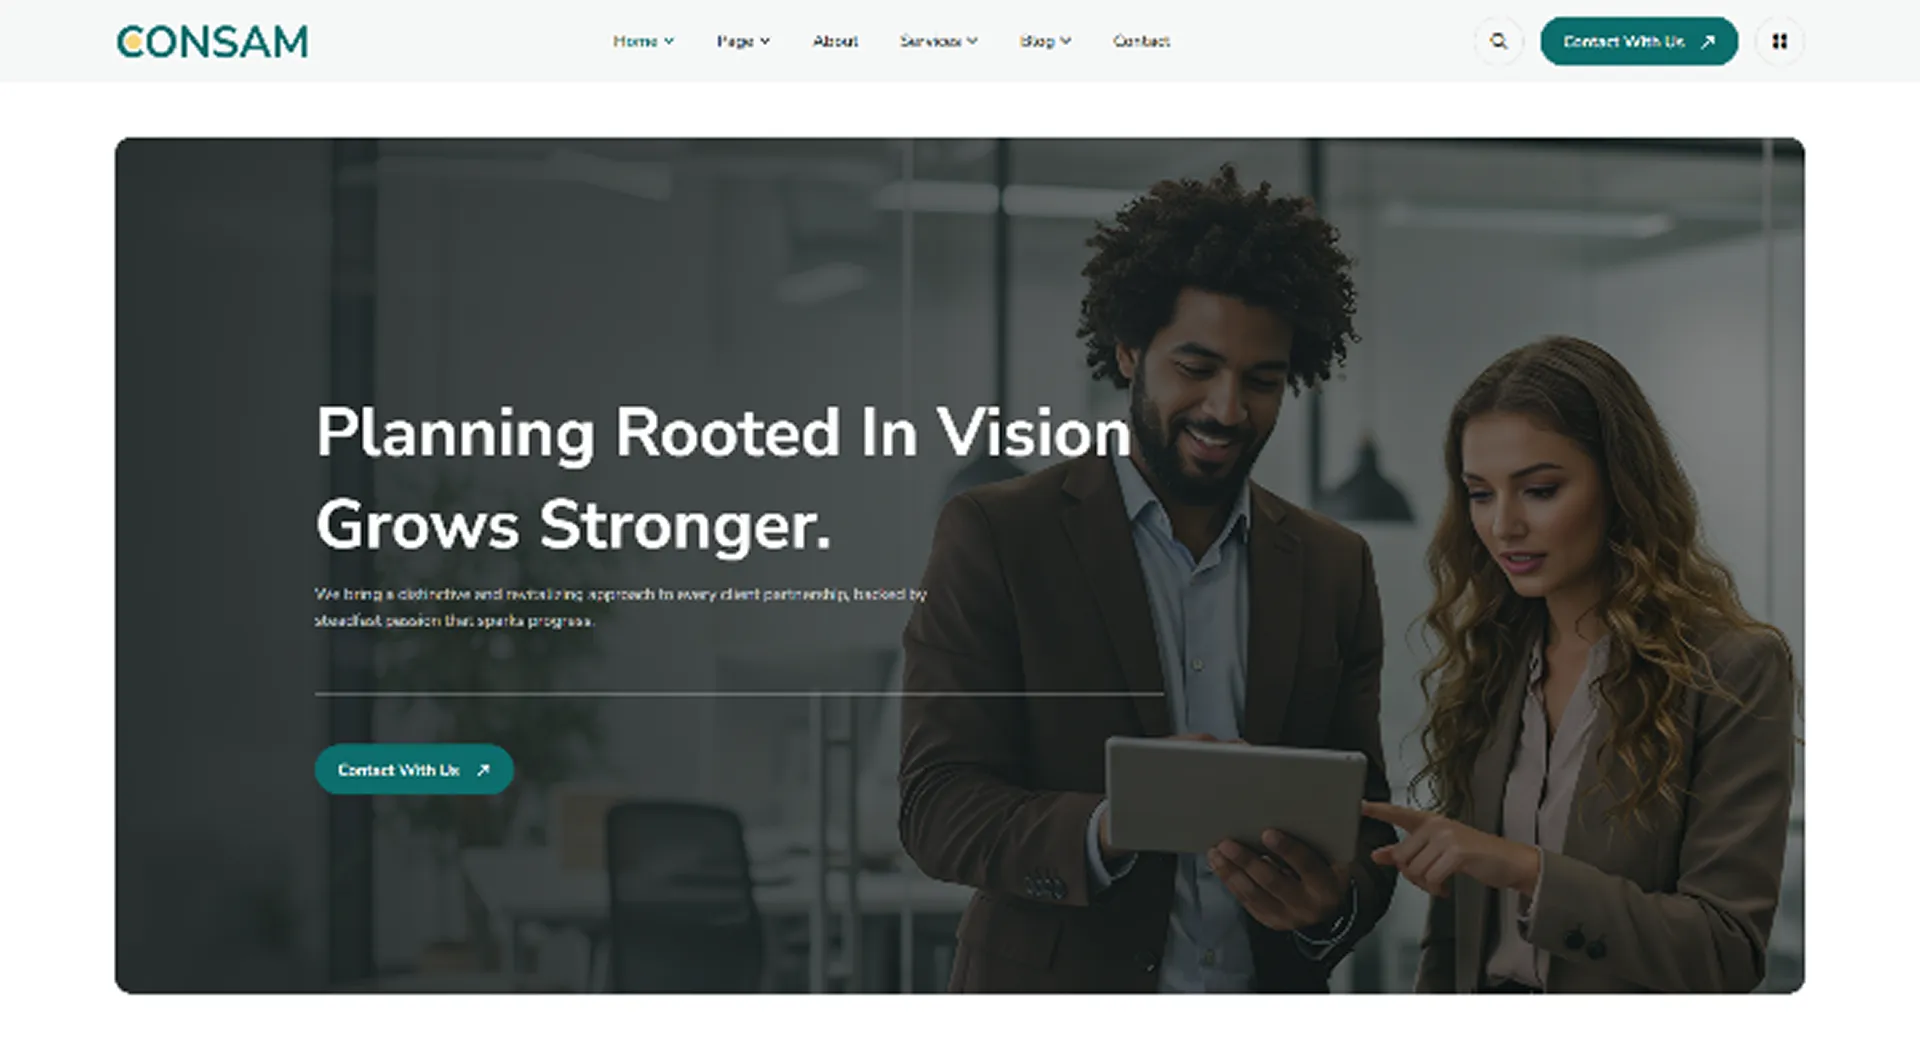 CONSAM
Home Page About Services Blog Contact
Contact With Us
Planning Rooted In Vision
Grows Stronger.
We bring a distinctive and revitalizing approach to every client partnership, backed by
steadfast passion that sparks progress.
Contact With Us